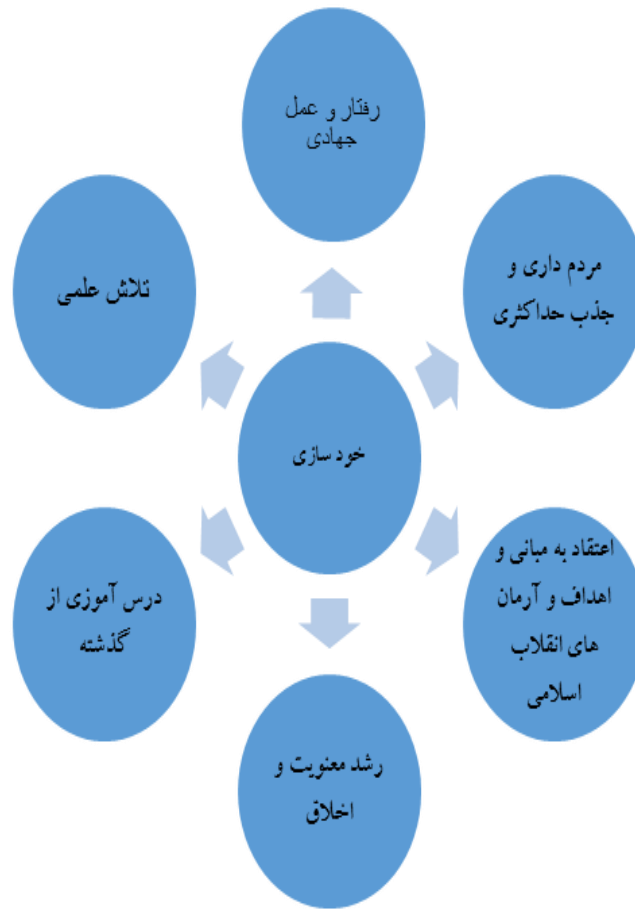 رفتار و عمل
جهادی
مردم داری و
جذب حداکثری
تلاش علمی
خود سازی
اعتقاد به مبانی و
اهداف و آرمان
های انقلاب
اسلامی
درس آموزی از
گذشته
رشد معنویت و
اخلاق